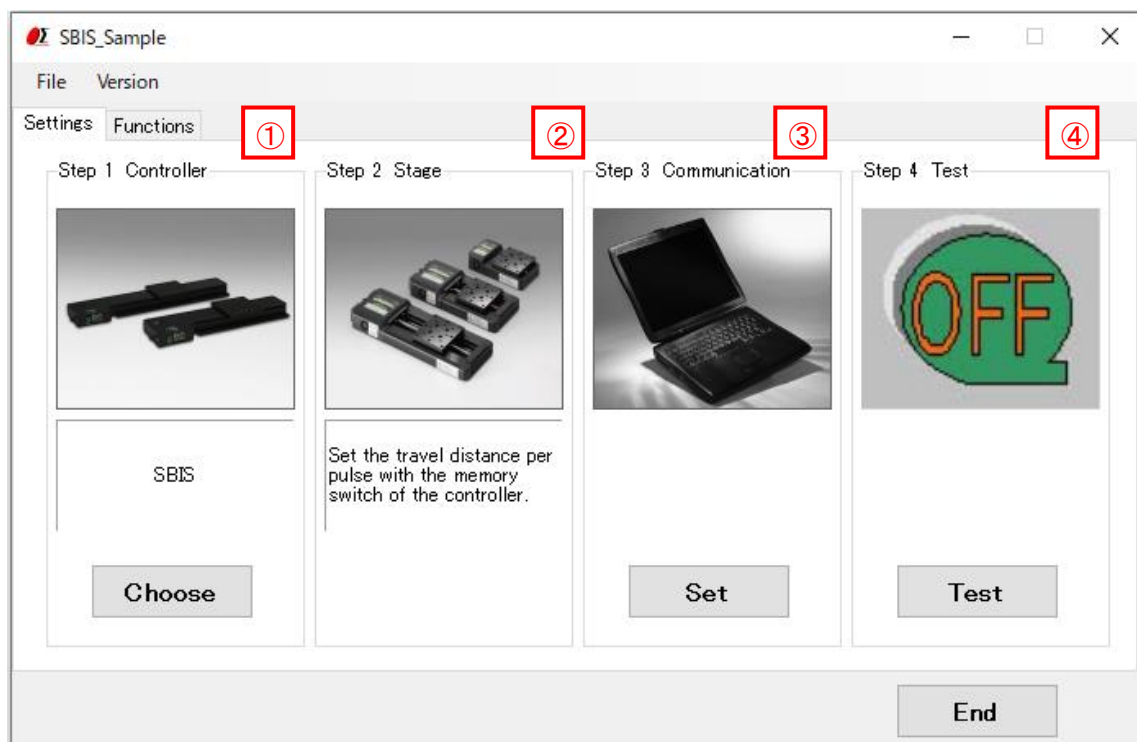 SBIS_Sample
File Version
Settings Functions
① ② ③ ④
Step 1 Controller
Step 2 Stage
Step 3 Communication
Step 4 Test
OFF
SBIS
Set the travel distance per
pulse with the memory
switch of the controller.
Choose
Set
Test
End